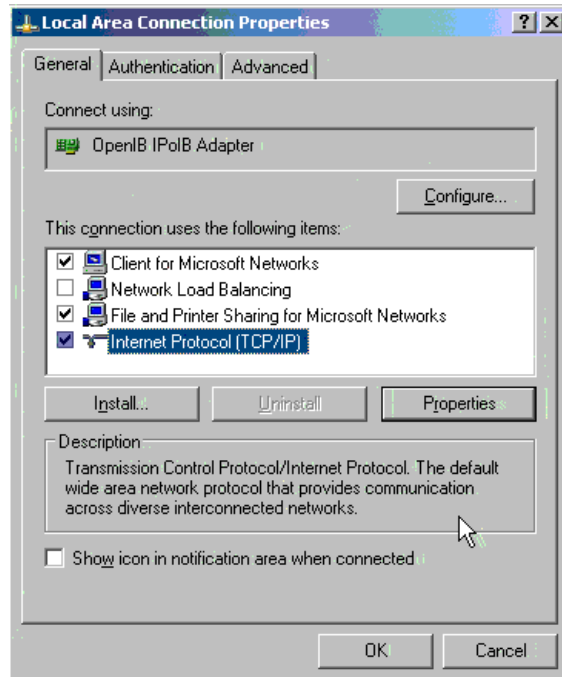 Local Area Connection Properties
General Authentication Advanced
Connect using:
OpenIB IPoIB Adapter
Configure...
This connection uses the following items:
Client for Microsoft Networks
Network Load Balancing
File and Printer Sharing for Microsoft Networks
Internet Protocol (TCP/IP)
Install... Uninstall Properties
Description
Transmission Control Protocol/Internet Protocol. The default
wide area network protocol that provides communication
across diverse interconnected networks.
Show icon in notification area when connected
OK Cancel